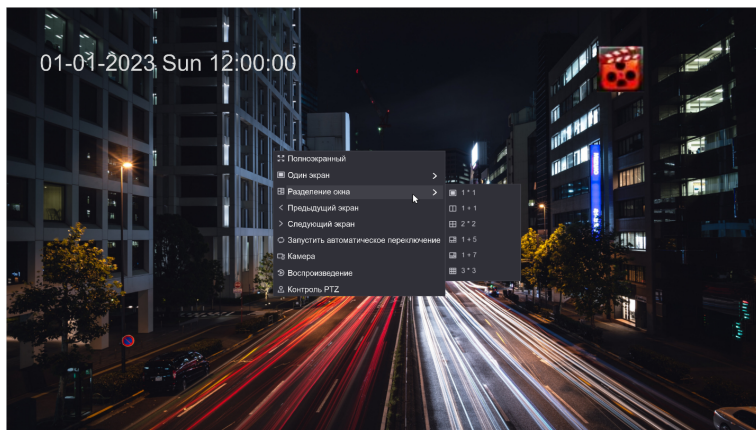 01-01-2023 Sun 12:00:00
Полноэкранный
Один экран
Разделение окна
Предыдущий экран
Следующий экран
Запустить автоматическое переключение
Камера
Воспроизведение
Контроль PTZ
1 * 1
1 + 1
2 * 2
1 + 5
1 + 7
3 * 3